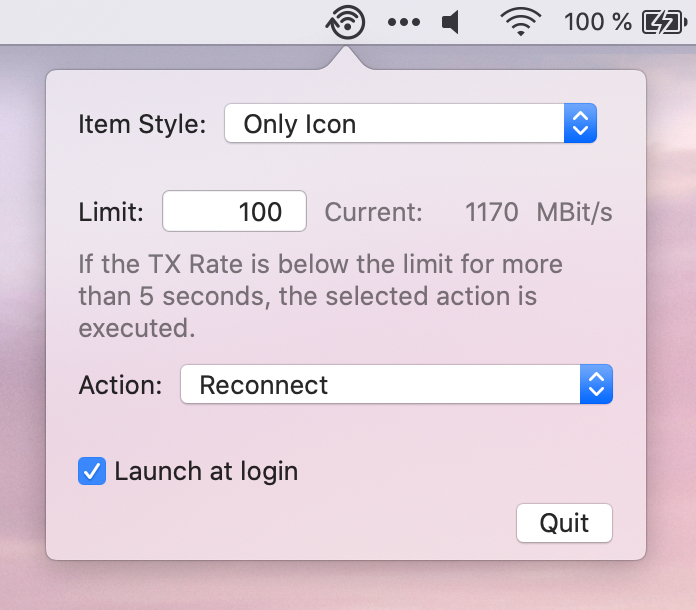 100 %
Item Style: Only Icon
Limit: 100 Current: 1170 MBit/s
If the TX Rate is below the limit for more
than 5 seconds, the selected action is
executed.
Action: Reconnect
Launch at login
Quit